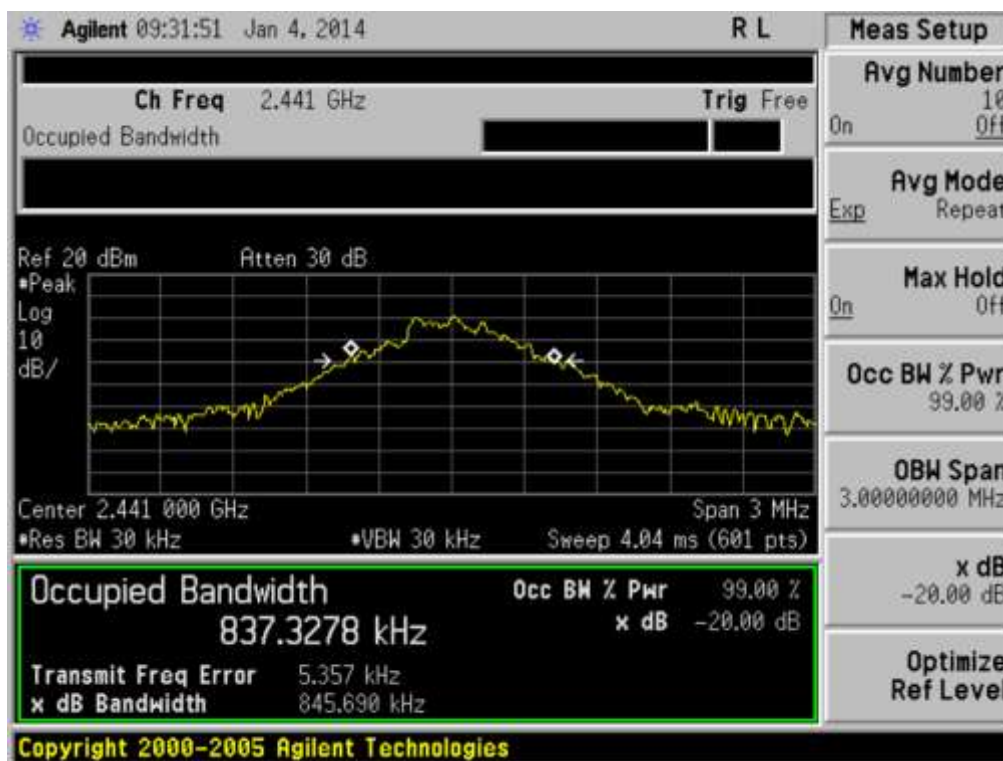 Agilent 09:31:51 Jan 4, 2014 R L
Meas Setup
Ch Freq 2.441 GHz Trig Free
Occupied Bandwidth
Ref 20 dBm Atten 30 dB
*Peak
Log
10
dB/
Center 2.441 000 GHz Span 3 MHz
*Res BW 30 kHz *VBW 30 kHz Sweep 4.04 ms (601 pts)
Occupied Bandwidth Occ BW % Pwr 99.00 %
837.3278 kHz x dB -20.00 dB
Transmit Freq Error 5.357 kHz
x dB Bandwidth 845.690 kHz
Avg Number
10
On Off
Avg Mode
Exp Repeat
Max Hold
On Off
Occ BW % Pwr
99.00 %
OBW Span
3.00000000 MHz
x dB
-20.00 dB
Optimize
Ref Level
Copyright 2000-2005 Agilent Technologies